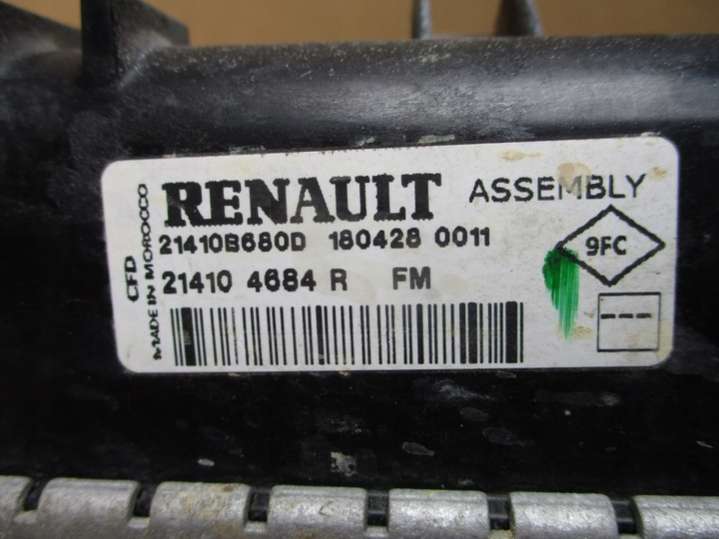 CFD
MADE IN MOROCCO
RENAULT ASSEMBLY
21410B680D 180428 0011
21410 4684 R FM
9FC
---